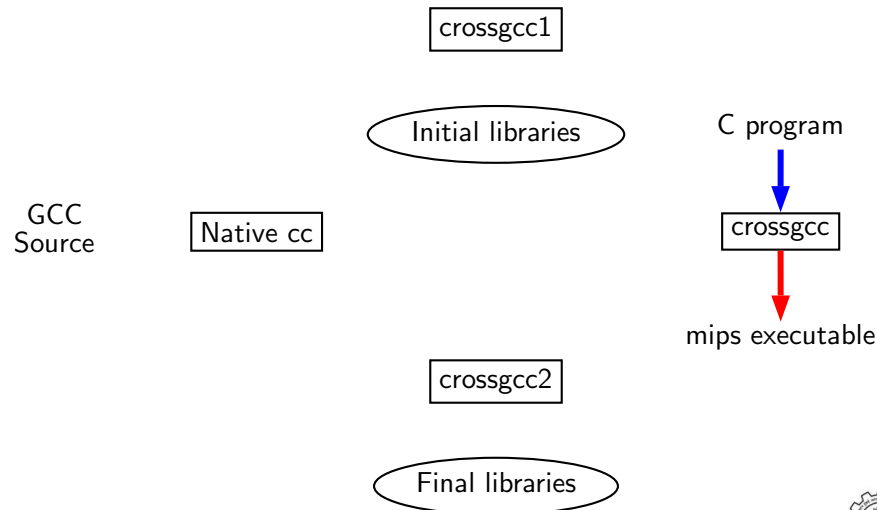 crossgcc1
Initial libraries
C program
GCC
Source
Native cc
crossgcc
mips executable
crossgcc2
Final libraries